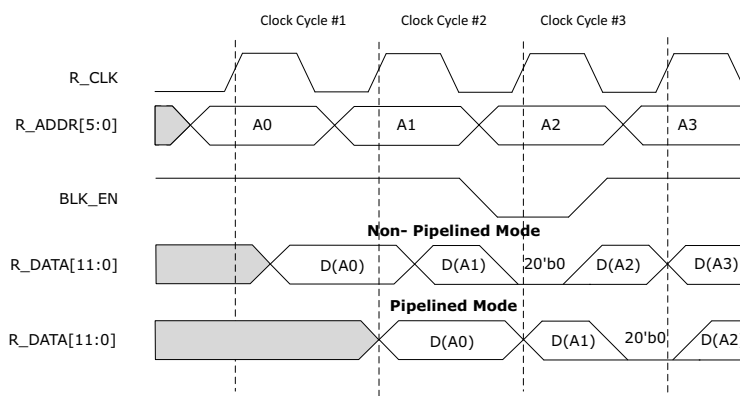 Clock Cycle #1 Clock Cycle #2 Clock Cycle #3
R_CLK
R_ADDR[5:0] A0 A1 A2 A3
BLK_EN
Non- Pipelined Mode
R_DATA[11:0] D(A0) D(A1) 20'b0 D(A2) D(A3)
Pipelined Mode
R_DATA[11:0] D(A0) D(A1) 20'b0 D(A2